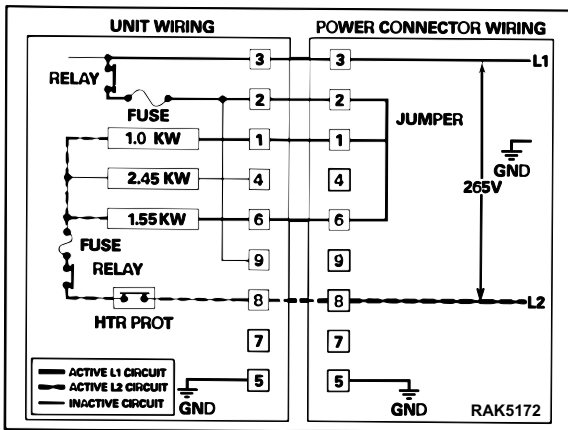 UNIT WIRING
POWER CONNECTOR WIRING
3
3
L1
RELAY
2
2
FUSE
JUMPER
1.0 KW
1
1
GND
2.45 KW
4
4
265V
1.55 KW
6
6
FUSE
9
9
RELAY
8
8
L2
HTR PROT
7
7
ACTIVE L1 CIRCUIT
ACTIVE L2 CIRCUIT
INACTIVE CIRCUIT
5
5
GND
GND
RAK5172